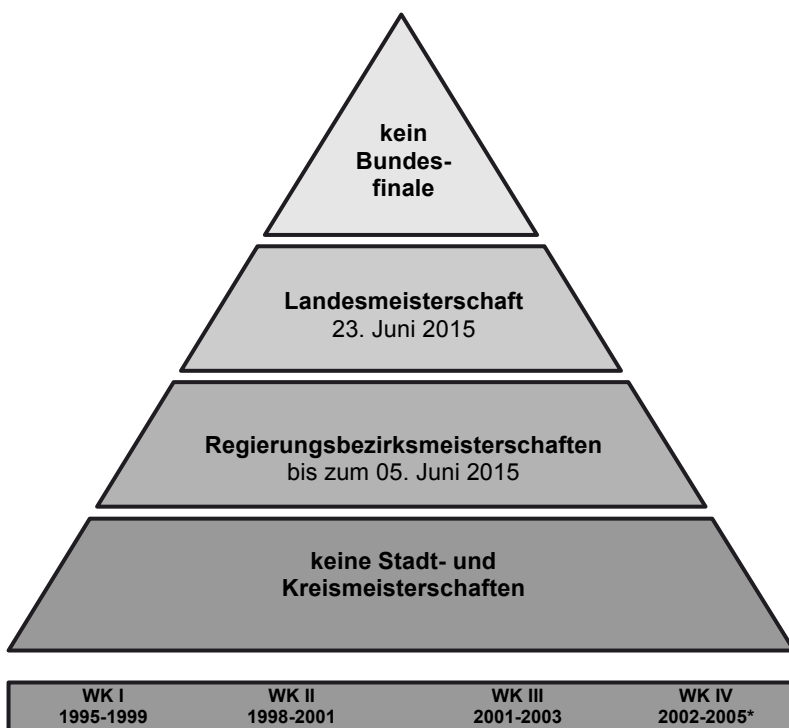 kein
Bundes-
finale
Landesmeisterschaft
23. Juni 2015
Regierungsbezirksmeisterschaften
bis zum 05. Juni 2015
keine Stadt- und
Kreismeisterschaften
WK I WK II WK III WK IV
1995-1999 1998-2001 2001-2003 2002-2005*